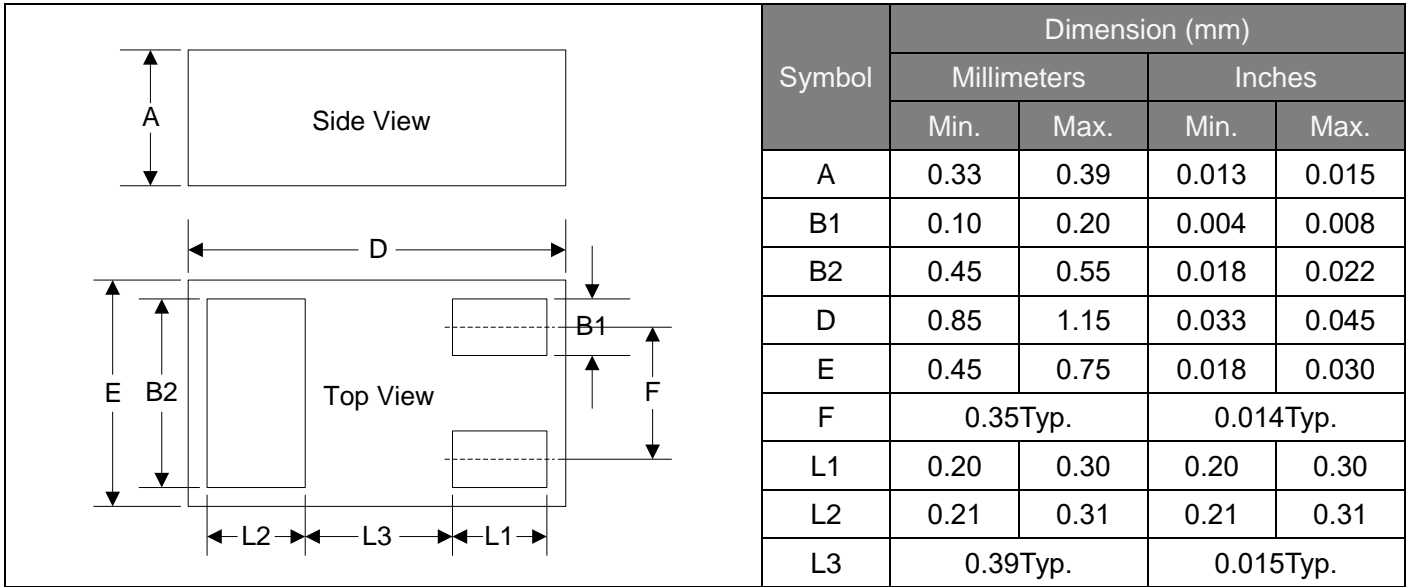 A
Side View
D
B1
E
B2
Top View
F
L2
L3
L1
Symbol
Dimension (mm)
Millimeters
Inches
Min.
Max.
Min.
Max.
A 0.33 0.39 0.013 0.015
B1 0.10 0.20 0.004 0.008
B2 0.45 0.55 0.018 0.022
D 0.85 1.15 0.033 0.045
E 0.45 0.75 0.018 0.030
F 0.35Typ. 0.014Typ.
L1 0.20 0.30 0.20 0.30
L2 0.21 0.31 0.21 0.31
L3 0.39Typ. 0.015Typ.